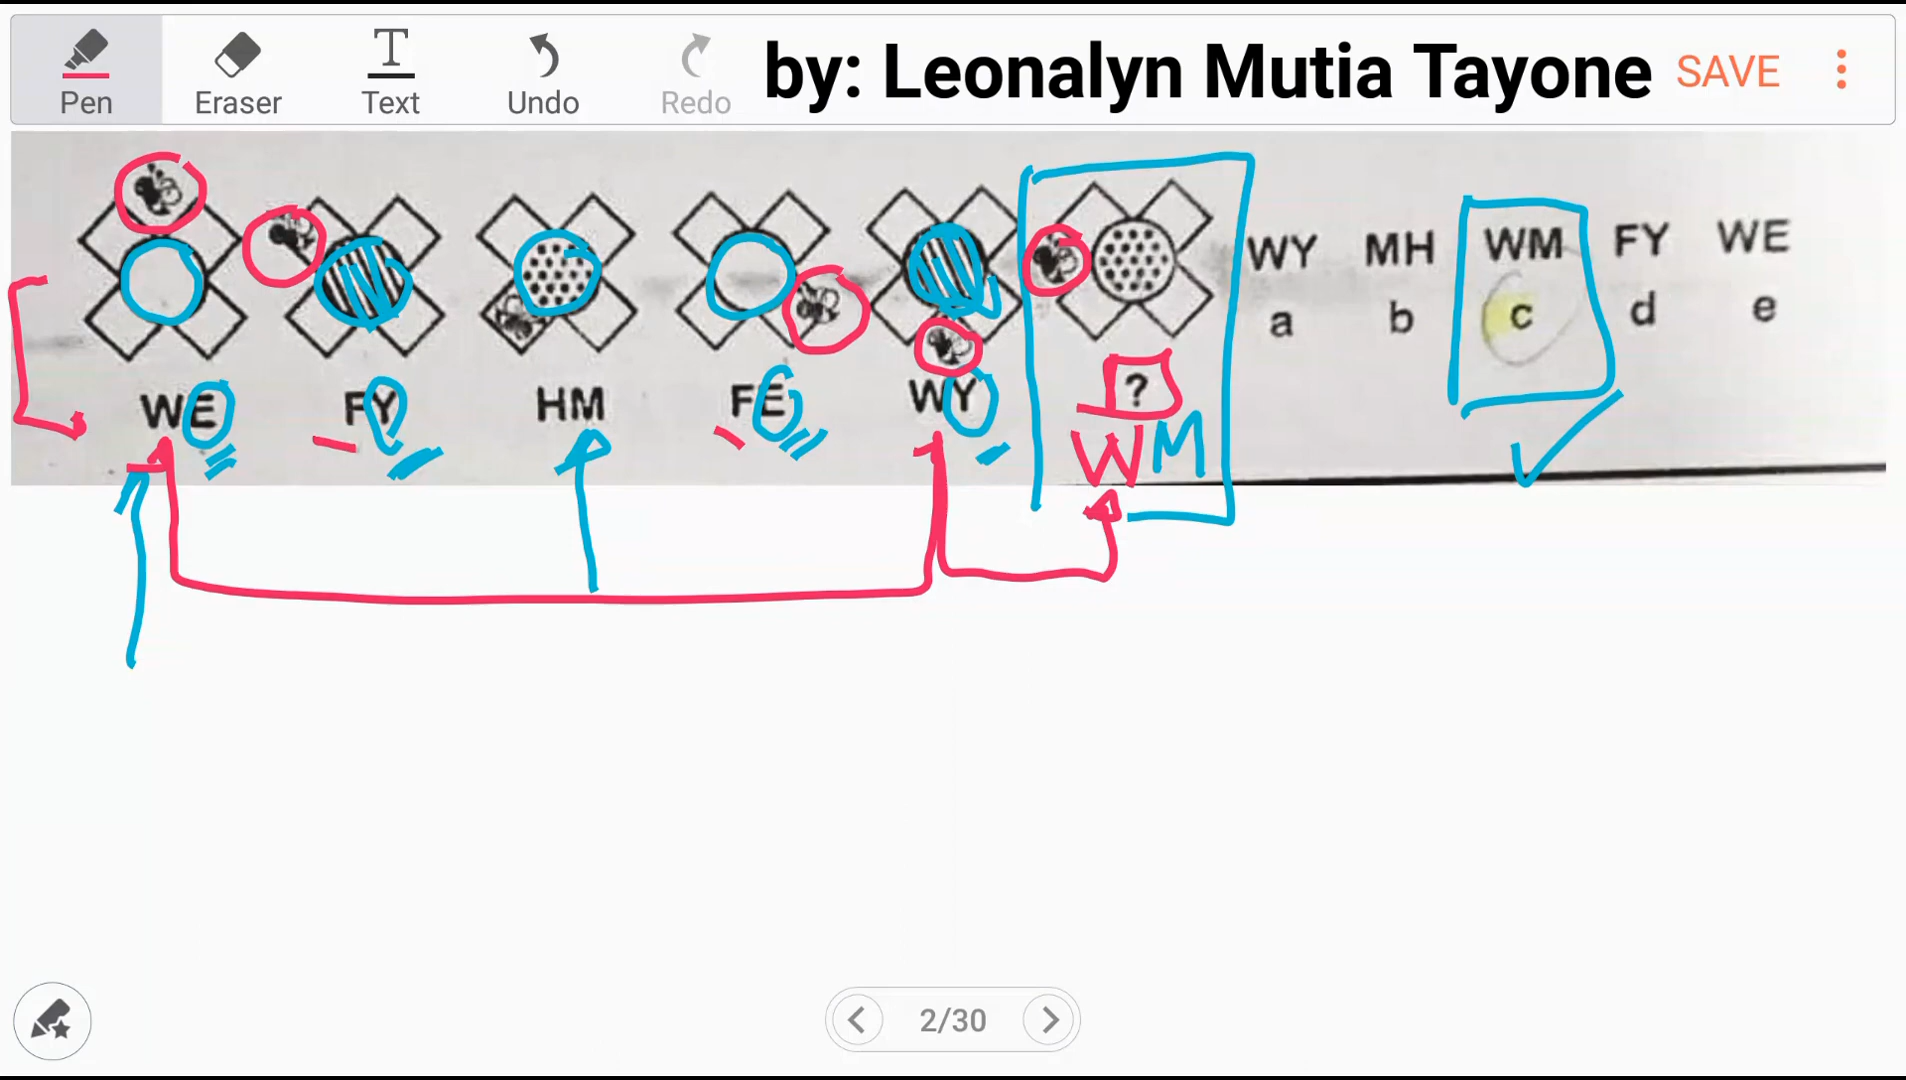 Pen Eraser Text Undo Redo by: Leonalyn Mutia Tayone SAVE
T
WY MH WM FY WE
a b c d e
WE FY HM FE WY ?
WM
2/30